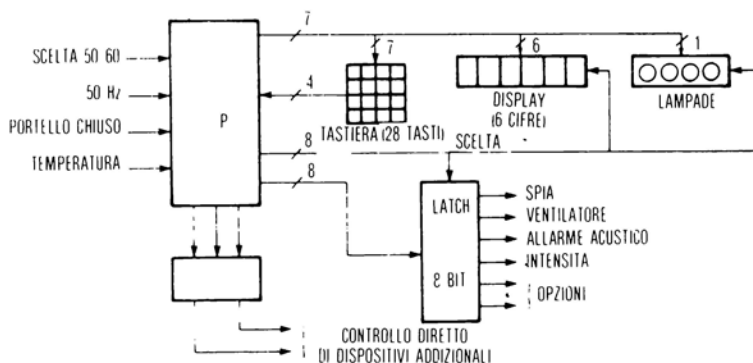 7
SCELTA 50 60
50 Hz
PORTELLO CHIUSO
TEMPERATURA
P
7
4
TASTIERA (28 TASTI)
6
DISPLAY
(6 CIFRE)
1
LAMPADE
8
SCELTA
8
LATCH
8 BIT
SPIA
VENTILATORE
ALLARME ACUSTICO
INTENSITA
OPZIONI
CONTROLLO DIRETTO
DI DISPOSITIVI ADDIZIONALI